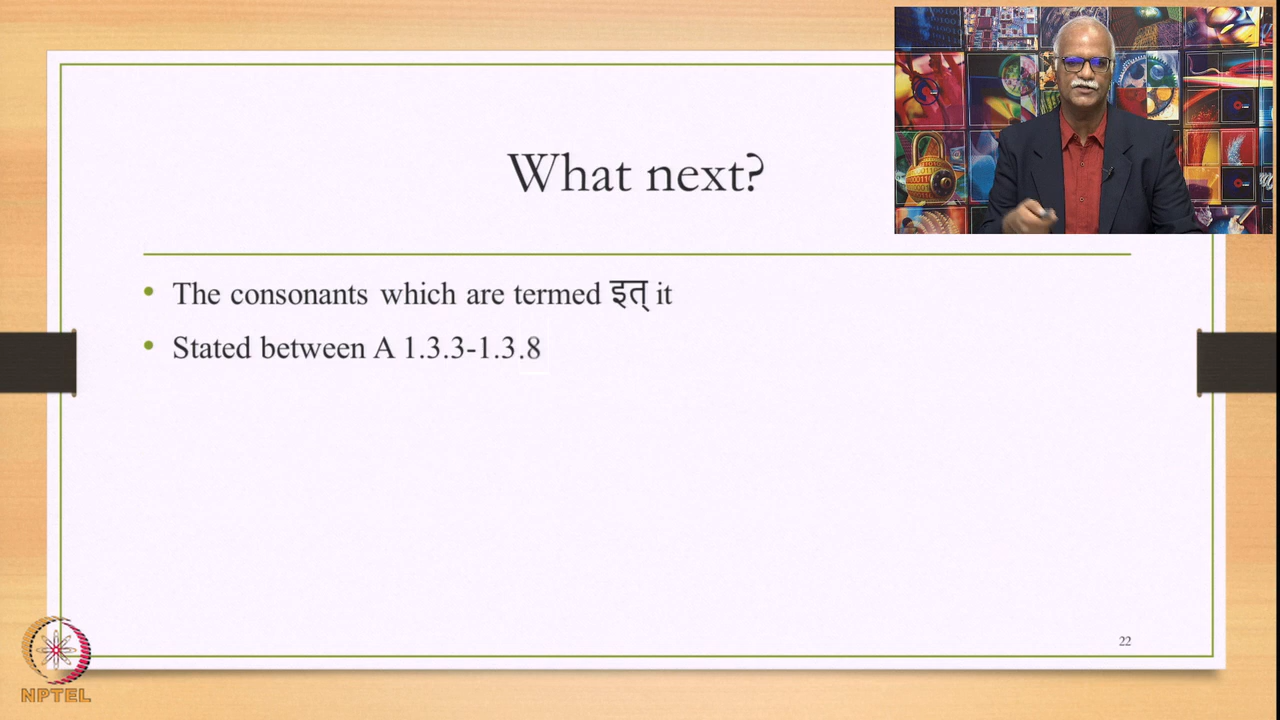 What next?
The consonants which are termed इत् it
Stated between A 1.3.3-1.3.8
22
NPTEL